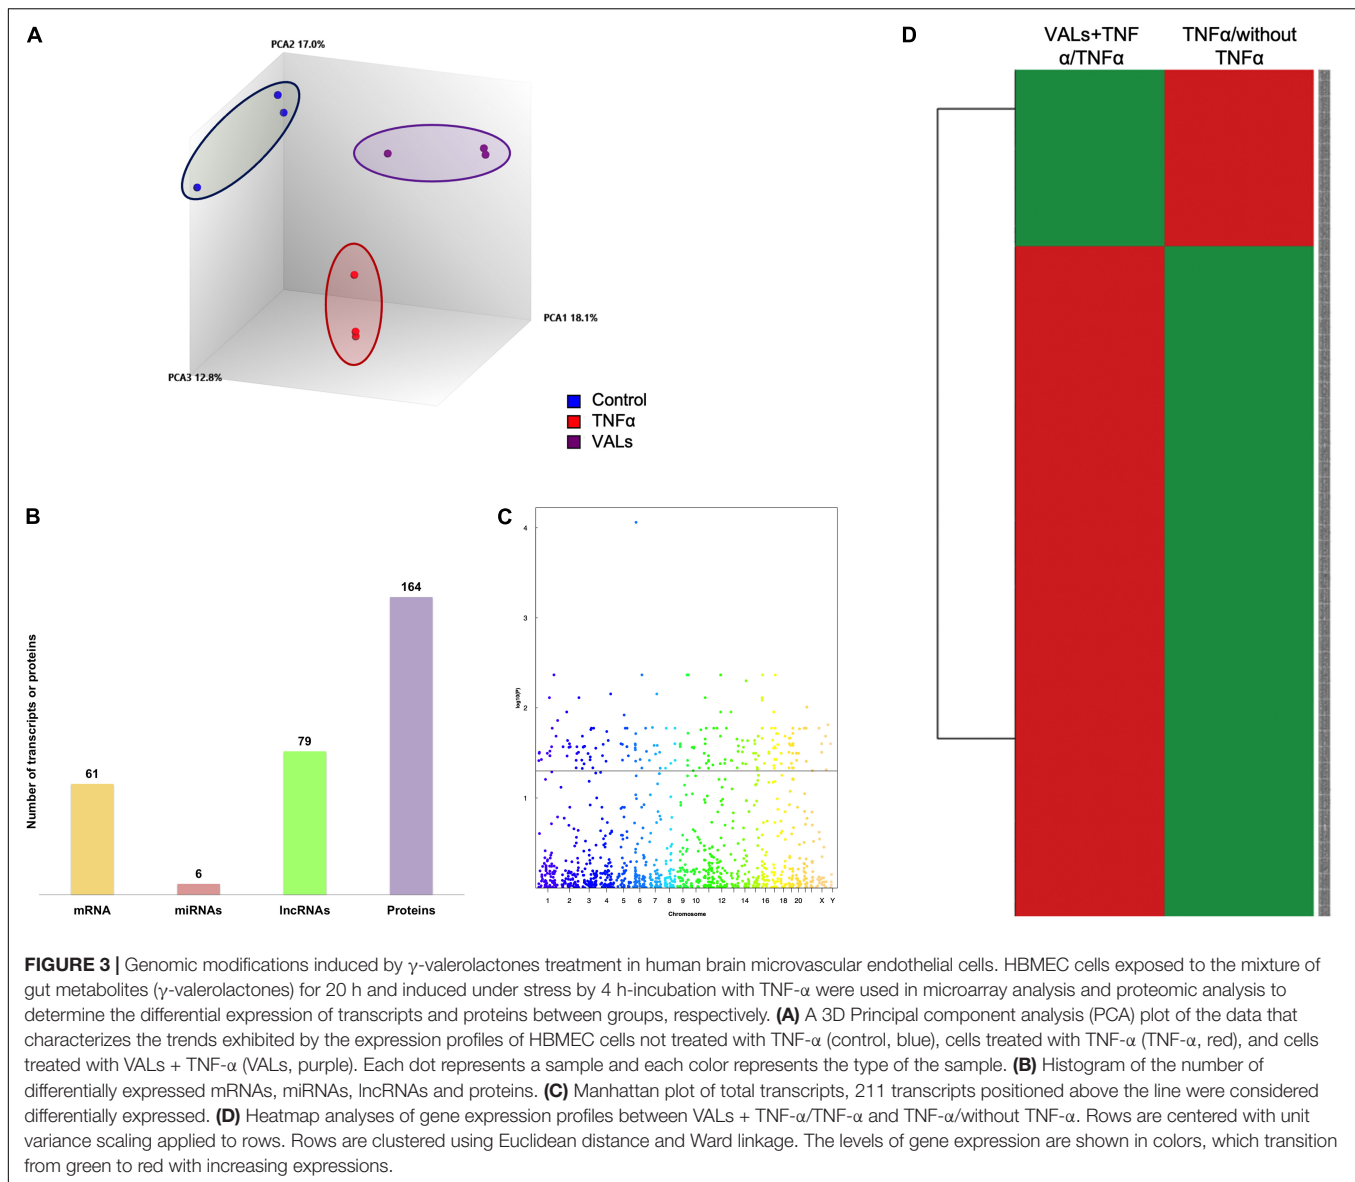 A
PCA2 17.0%
PCA1 18.1%
PCA3 12.8%
Control
TNFα
VALs
B
Number of transcripts or proteins
61
6
79
164
mRNA
miRNAs
lncRNAs
Proteins
C
log10(P)
4
3
2
1
1 2 3 4 5 6 7 8 9 10 12 14 16 18 20 X Y
Chromosome
D
VALs+TNF
α/TNFα
TNFα/without
TNFα
FIGURE 3 | Genomic modifications induced by γ-valerolactones treatment in human brain microvascular endothelial cells. HBMEC cells exposed to the mixture of
gut metabolites (γ-valerolactones) for 20 h and induced under stress by 4 h-incubation with TNF-α were used in microarray analysis and proteomic analysis to
determine the differential expression of transcripts and proteins between groups, respectively. (A) A 3D Principal component analysis (PCA) plot of the data that
characterizes the trends exhibited by the expression profiles of HBMEC cells not treated with TNF-α (control, blue), cells treated with TNF-α (TNF-α, red), and cells
treated with VALs + TNF-α (VALs, purple). Each dot represents a sample and each color represents the type of the sample. (B) Histogram of the number of
differentially expressed mRNAs, miRNAs, lncRNAs and proteins. (C) Manhattan plot of total transcripts, 211 transcripts positioned above the line were considered
differentially expressed. (D) Heatmap analyses of gene expression profiles between VALs + TNF-α/TNF-α and TNF-α/without TNF-α. Rows are centered with unit
variance scaling applied to rows. Rows are clustered using Euclidean distance and Ward linkage. The levels of gene expression are shown in colors, which transition
from green to red with increasing expressions.